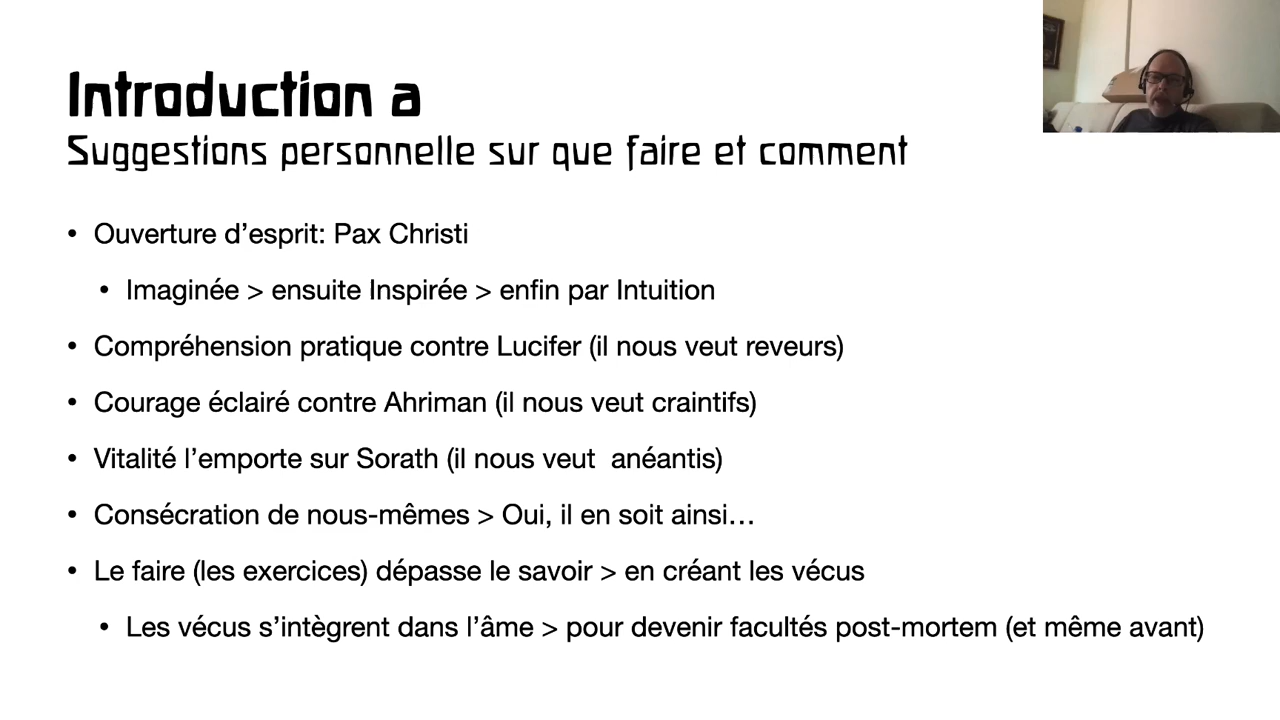 Introduction a
Suggestions personnelle sur que faire et comment
• Ouverture d’esprit: Pax Christi
• Imaginée > ensuite Inspirée > enfin par Intuition
• Compréhension pratique contre Lucifer (il nous veut reveurs)
• Courage éclairé contre Ahriman (il nous veut craintifs)
• Vitalité l’emporte sur Sorath (il nous veut  anéantis)
• Consécration de nous-mêmes > Oui, il en soit ainsi…
• Le faire (les exercices) dépasse le savoir > en créant les vécus
• Les vécus s’intègrent dans l’âme > pour devenir facultés post-mortem (et même avant)